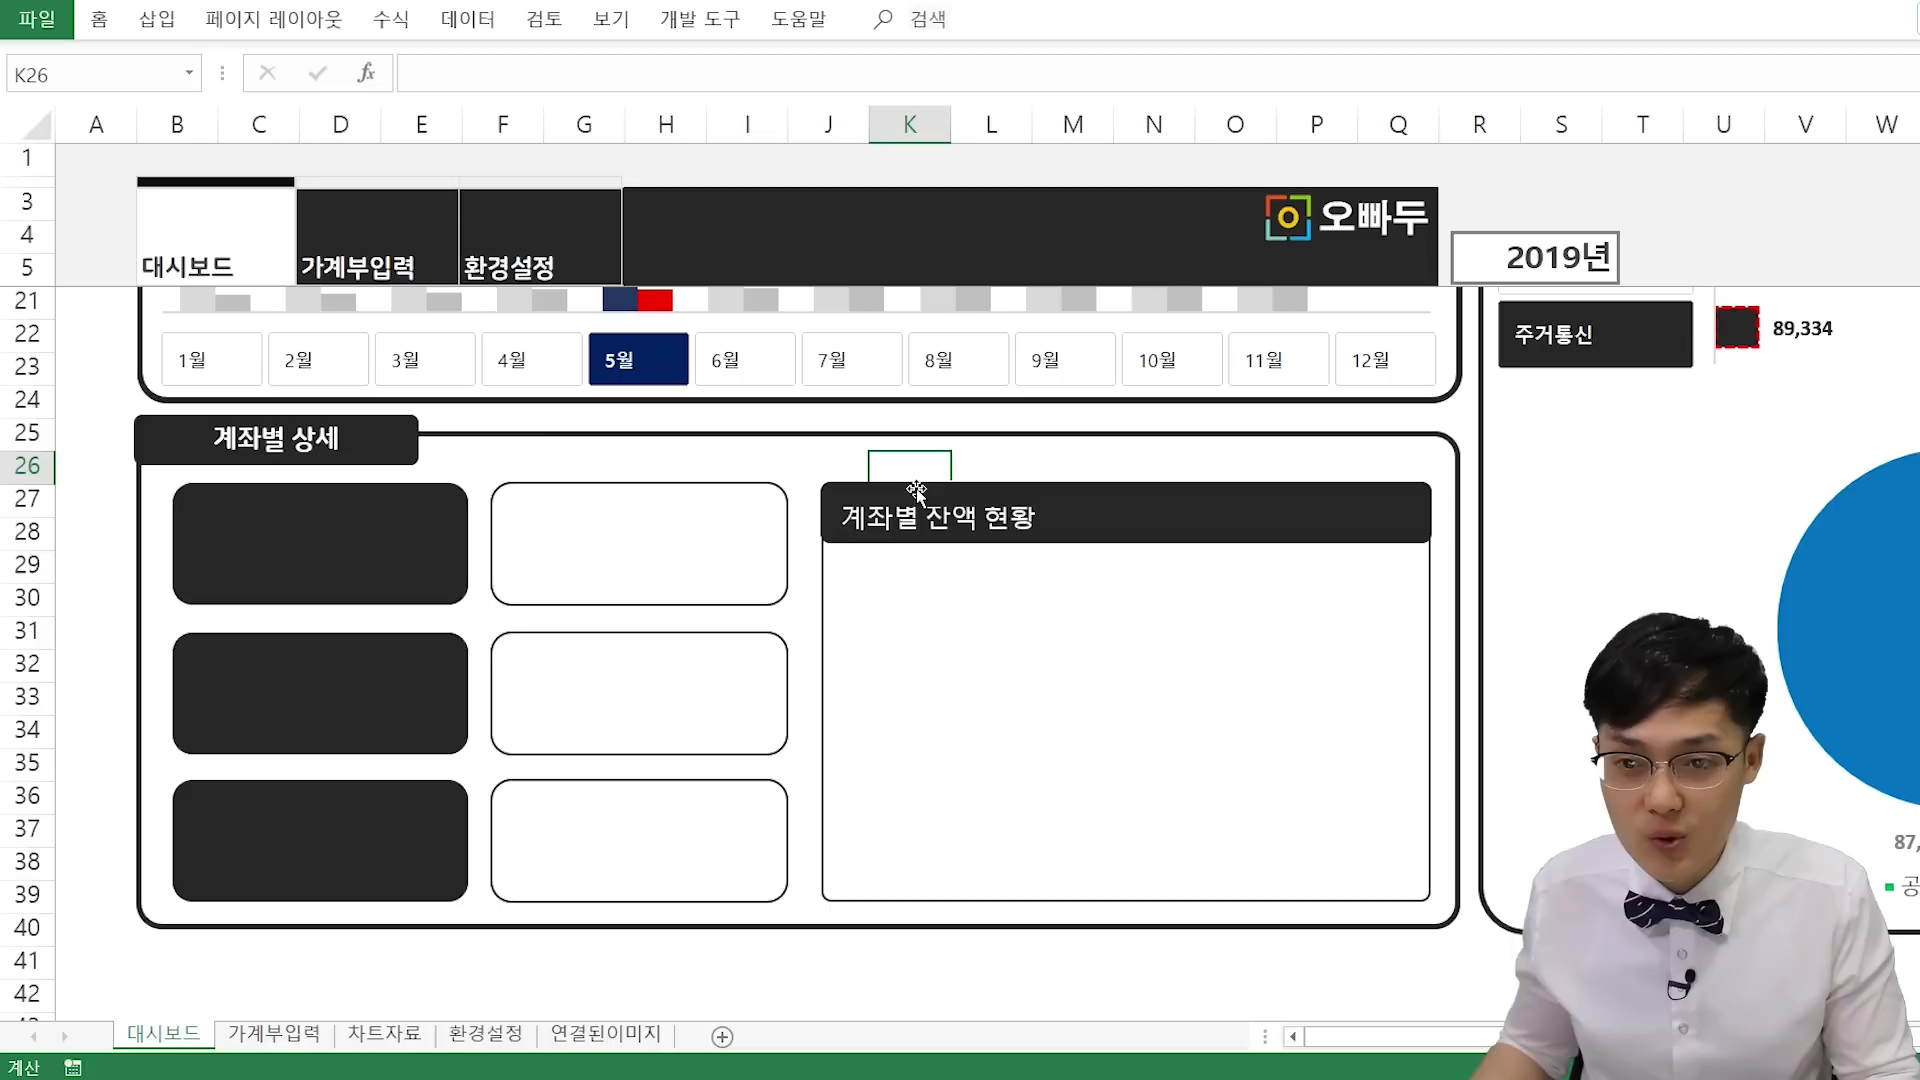 파일 홈 삽입 페이지 레이아웃 수식 데이터 검토 보기 개발 도구 도움말 검색
K26 fx
A B C D E F G H I J K L M N O P Q R S T U V W
1
3
4
5
21
22
23
24
25
26
27
28
29
30
31
32
33
34
35
36
37
38
39
40
41
42
대시보드 가계부입력 환경설정
오빠두
2019년
1월 2월 3월 4월 5월 6월 7월 8월 9월 10월 11월 12월
주거통신 89,334
계좌별 상세
계좌별 잔액 현황
87,
공
대시보드 가계부입력 차트자료 환경설정 연결된이미지
계산